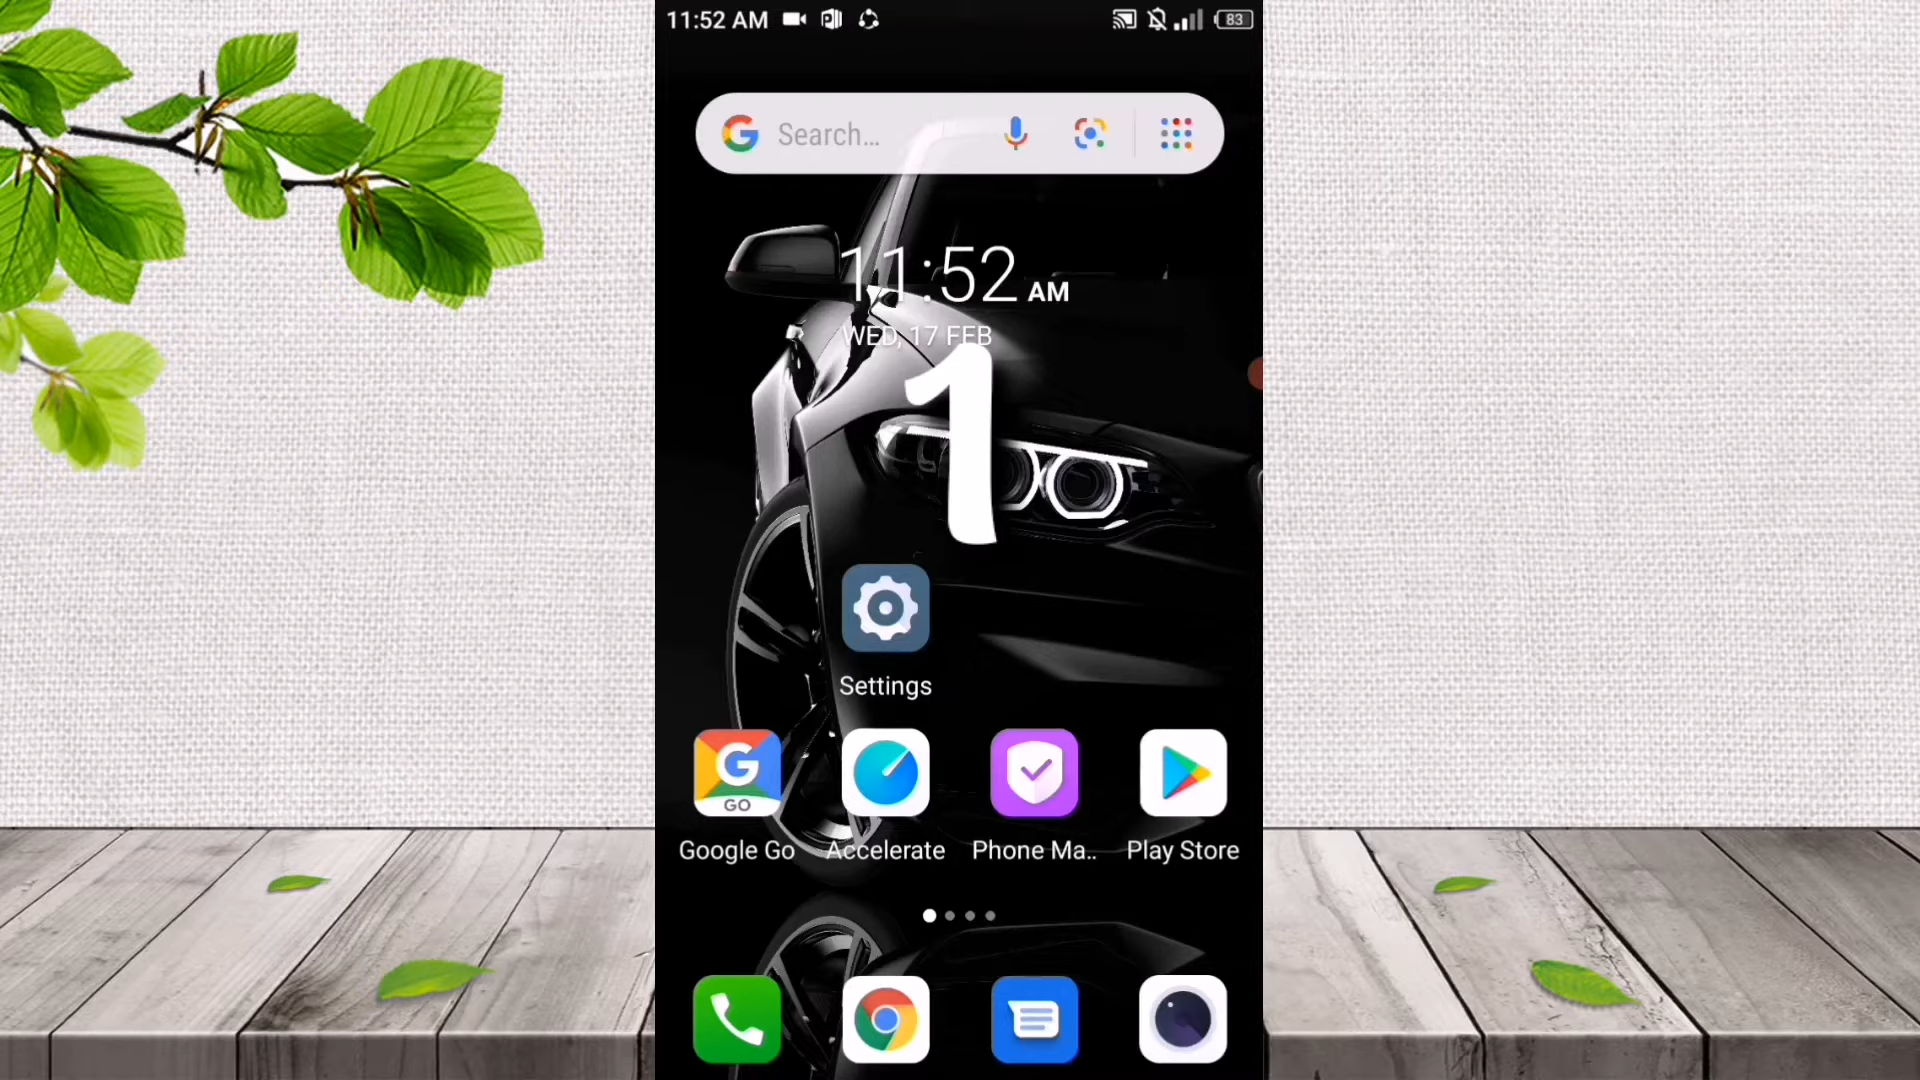 11:52 AM
83
Search...
11:52 AM
WED, 17 FEB
1
Settings
GO
Google Go
Accelerate
Phone Ma..
Play Store